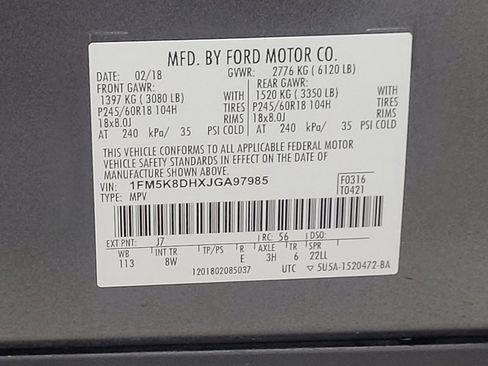 MFD. BY FORD MOTOR CO.
DATE: 02/18 GVWR: 2776 KG ( 6120 LB)
FRONT GAWR: REAR GAWR:
1397 KG ( 3080 LB) WITH 1520 KG ( 3350 LB) WITH
P245/60R18 104H TIRES P245/60R18 104H TIRES
18x8.0J RIMS 18x8.0J RIMS
AT 240 kPa/ 35 PSI COLD AT 240 kPa/ 35 PSI COLD
THIS VEHICLE CONFORMS TO ALL APPLICABLE FEDERAL MOTOR
VEHICLE SAFETY STANDARDS IN EFFECT ON THE DATE OF
MANUFACTURE SHOWN ABOVE.
VIN: 1FM5K8DHXJGA97985 F0316
TYPE: MPV T0421
EXT PNT: J7 RC: 56 DSO:
WB INT TR TP/PS R AXLE TR SPR
113 8W E 3H 6 22LL
1201802085037 UTC ▽ 5U5A-1520472-BA